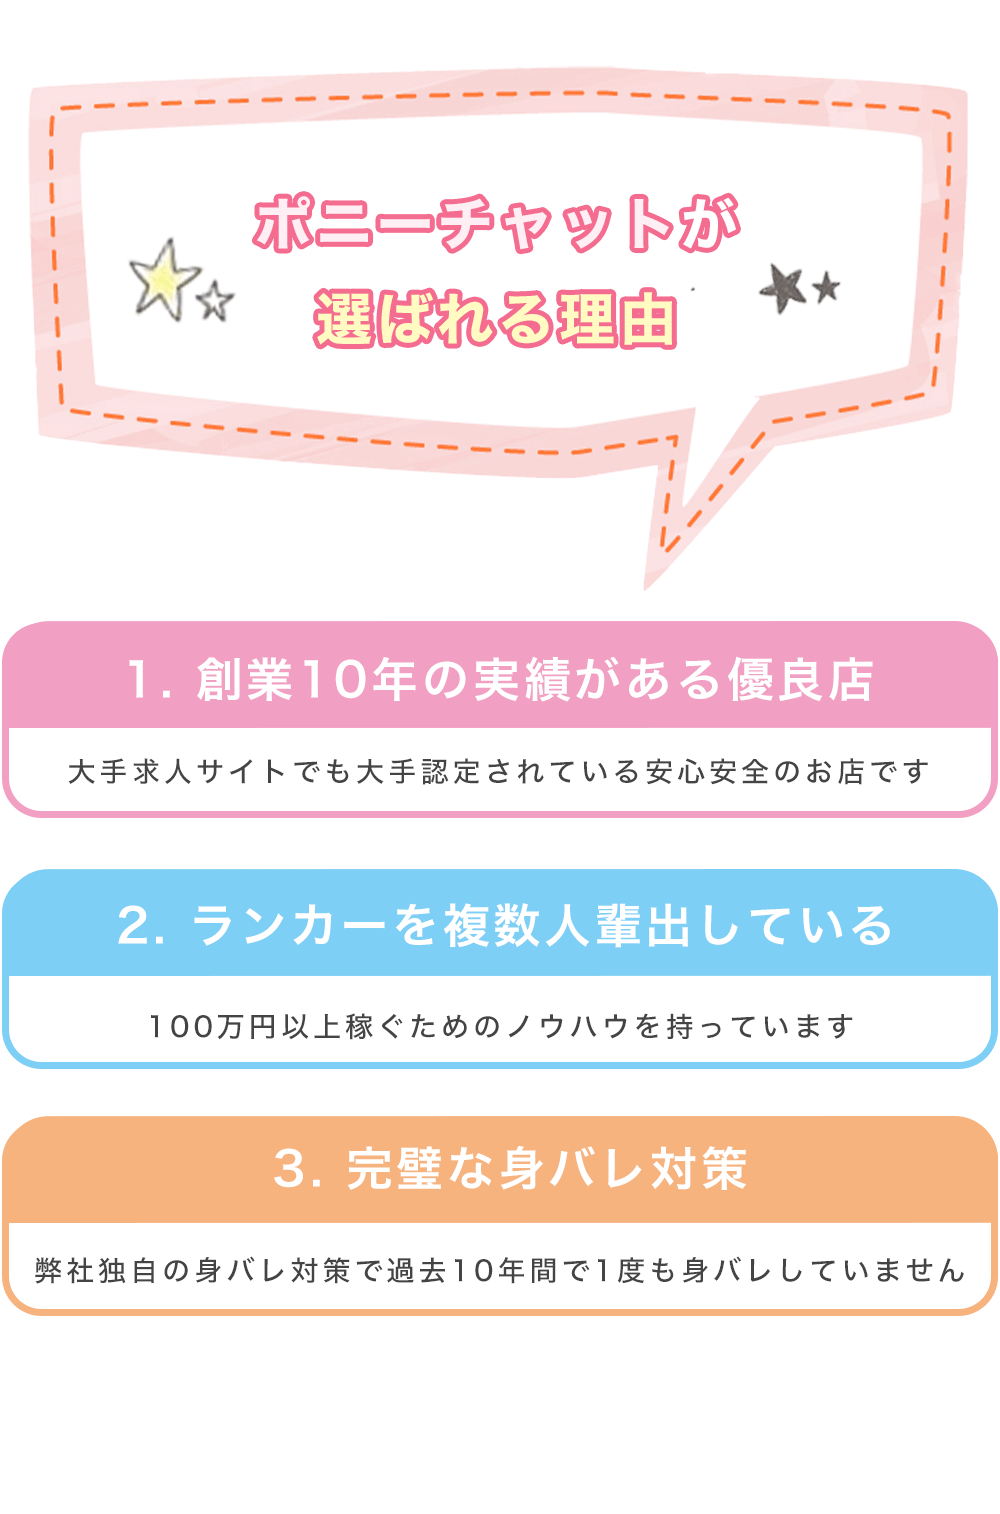 ポニーチャットが
選ばれる理由
1. 創業10年の実績がある優良店
大手求人サイトでも大手認定されている安心安全のお店です
2. ランカーを複数人輩出している
100万円以上稼ぐためのノウハウを持っています
3. 完璧な身バレ対策
弊社独自の身バレ対策で過去10年間で1度も身バレしていません